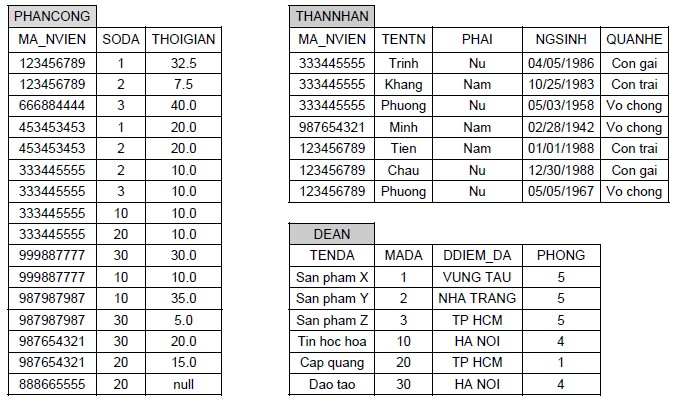 PHANCONG
MA_NVIEN SODA THOIGIAN
123456789 1 32.5
123456789 2 7.5
666884444 3 40.0
453453453 1 20.0
453453453 2 20.0
333445555 2 10.0
333445555 3 10.0
333445555 10 10.0
333445555 20 10.0
999887777 30 30.0
999887777 10 10.0
987987987 10 35.0
987987987 30 5.0
987654321 30 20.0
987654321 20 15.0
888665555 20 null
THANNHAN
MA_NVIEN TENTN PHAI NGSINH QUANHE
333445555 Trinh Nu 04/05/1986 Con gai
333445555 Khang Nam 10/25/1983 Con trai
333445555 Phuong Nu 05/03/1958 Vo chong
987654321 Minh Nam 02/28/1942 Vo chong
123456789 Tien Nam 01/01/1988 Con trai
123456789 Chau Nu 12/30/1988 Con gai
123456789 Phuong Nu 05/05/1967 Vo chong
DEAN
TENDA MADA DDIEM_DA PHONG
San pham X 1 VUNG TAU 5
San pham Y 2 NHA TRANG 5
San pham Z 3 TP HCM 5
Tin hoc hoa 10 HA NOI 4
Cap quang 20 TP HCM 1
Dao tao 30 HA NOI 4